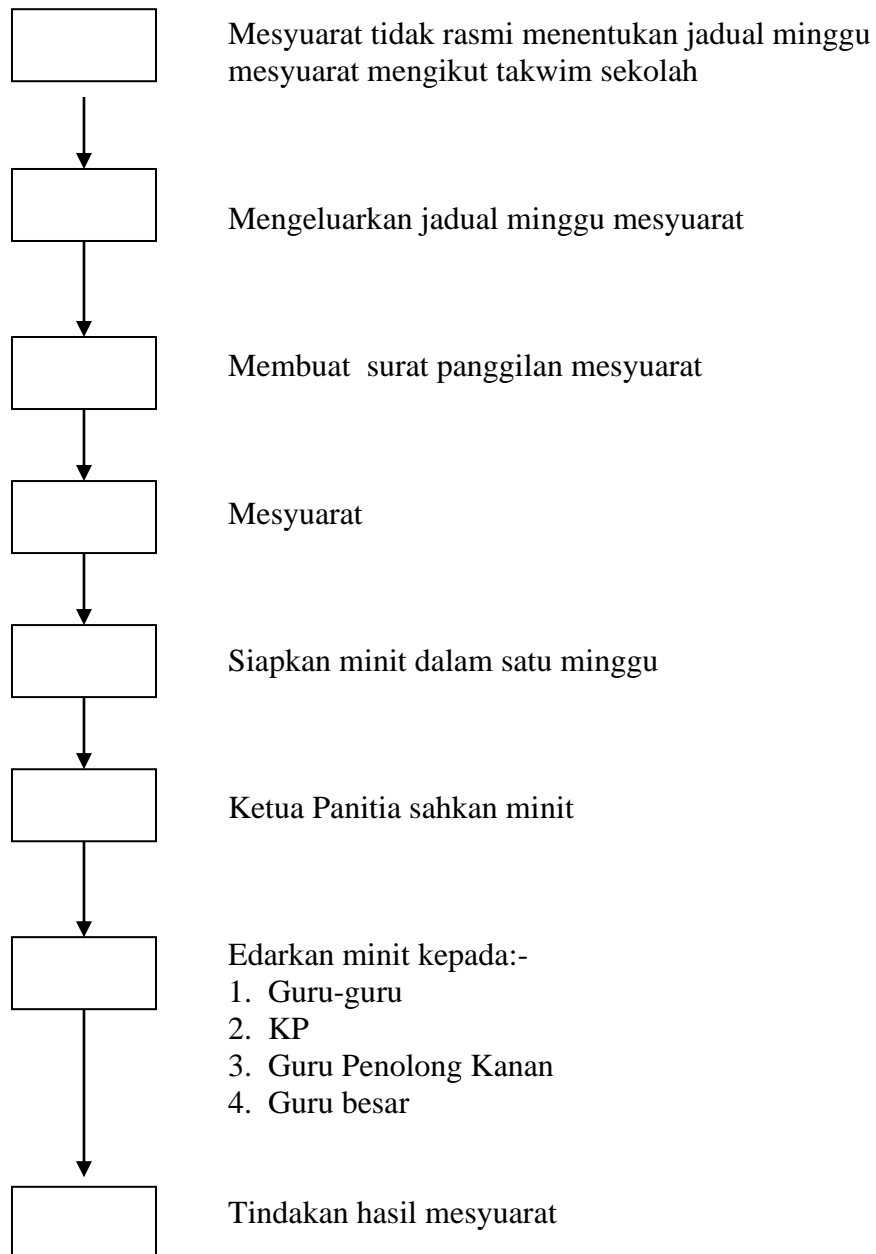 Mesyuarat tidak rasmi menentukan jadual minggu
mesyuarat mengikut takwim sekolah
Mengeluarkan jadual minggu mesyuarat
Membuat  surat panggilan mesyuarat
Mesyuarat
Siapkan minit dalam satu minggu
Ketua Panitia sahkan minit
Edarkan minit kepada:-
1.  Guru-guru
2.  KP
3.  Guru Penolong Kanan
4.  Guru besar
Tindakan hasil mesyuarat